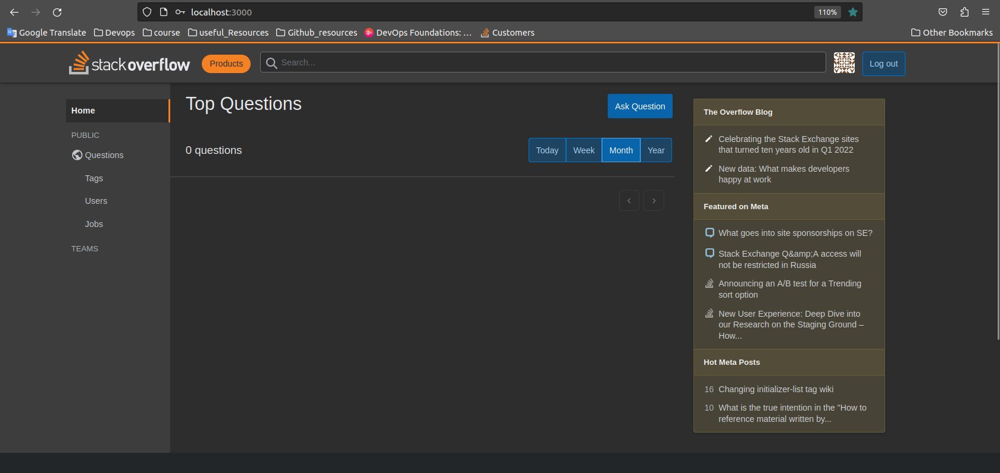 localhost:3000
110%
Google Translate
Devops
course
useful_Resources
Github_resources
DevOps Foundations: ...
Customers
Other Bookmarks
stackoverflow
Products
Search...
Log out
Home
PUBLIC
Questions
Tags
Users
Jobs
TEAMS
Top Questions
Ask Question
0 questions
Today
Week
Month
Year
The Overflow Blog
Celebrating the Stack Exchange sites
that turned ten years old in Q1 2022
New data: What makes developers
happy at work
Featured on Meta
What goes into site sponsorships on SE?
Stack Exchange Q&amp;A access will
not be restricted in Russia
Announcing an A/B test for a Trending
sort option
New User Experience: Deep Dive into
our Research on the Staging Ground –
How...
Hot Meta Posts
16 Changing initializer-list tag wiki
10 What is the true intention in the "How to
reference material written by...